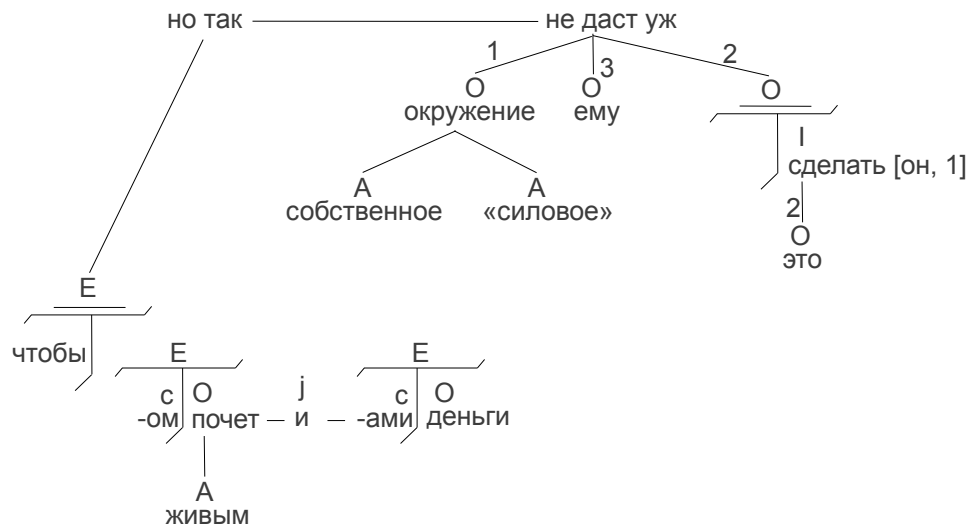 но так не даст уж
1 3 2
О О О
окружение ему
I
сделать [он, 1]
А А
собственное «силовое»
2
О
это
Е
чтобы
Е j Е
с О с О
-ом почет – и – -ами деньги
А
живым